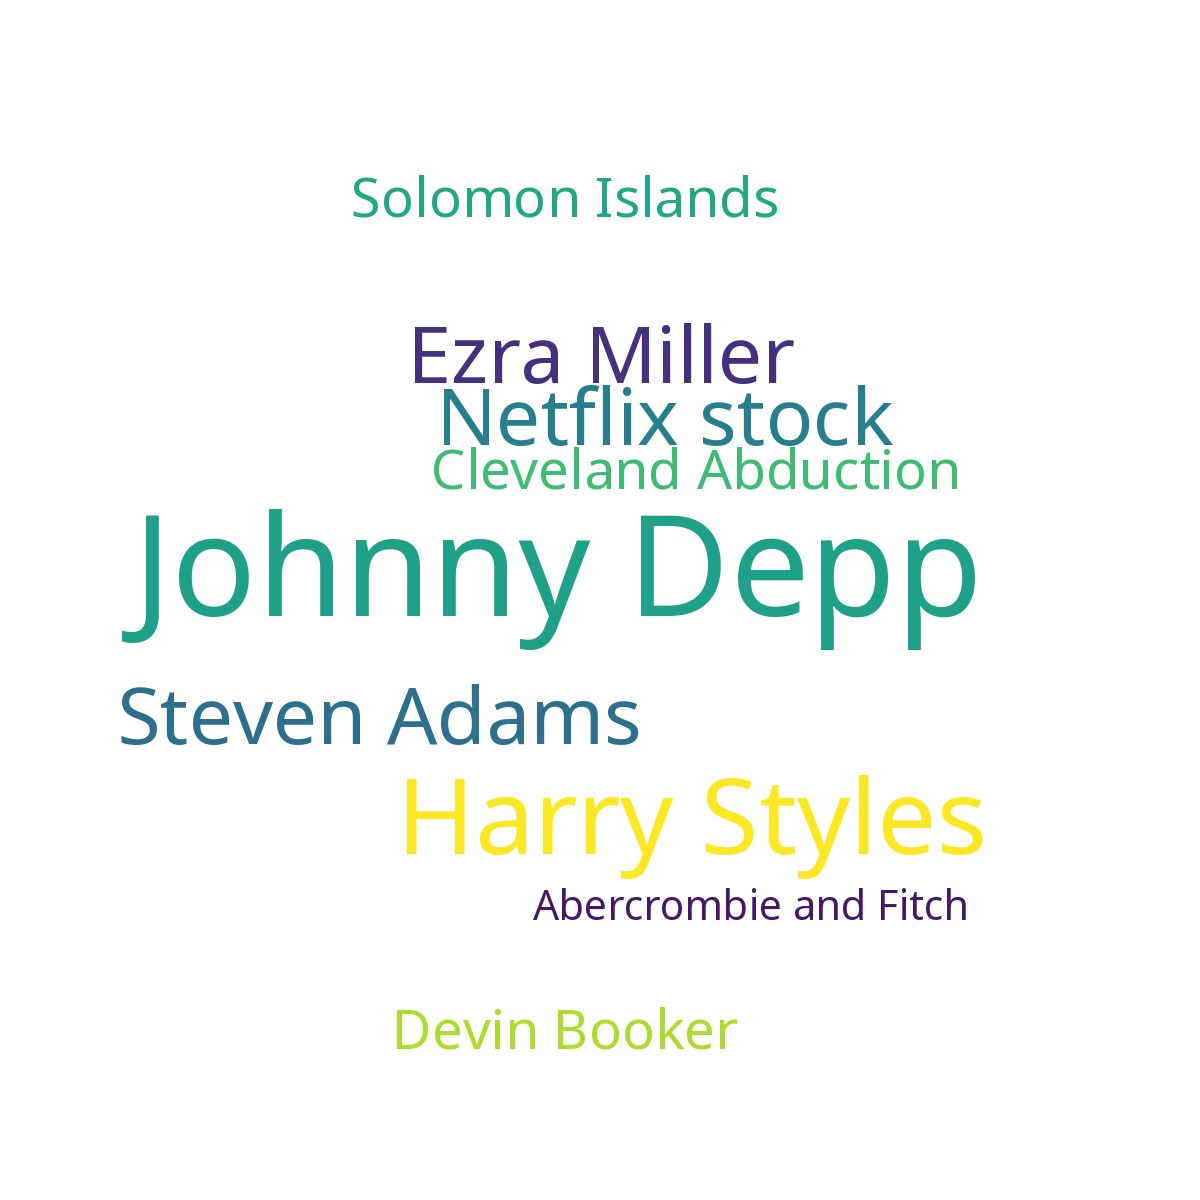 Solomon Islands
Ezra Miller
Netflix stock
Cleveland Abduction
Johnny Depp
Steven Adams
Harry Styles
Abercrombie and Fitch
Devin Booker